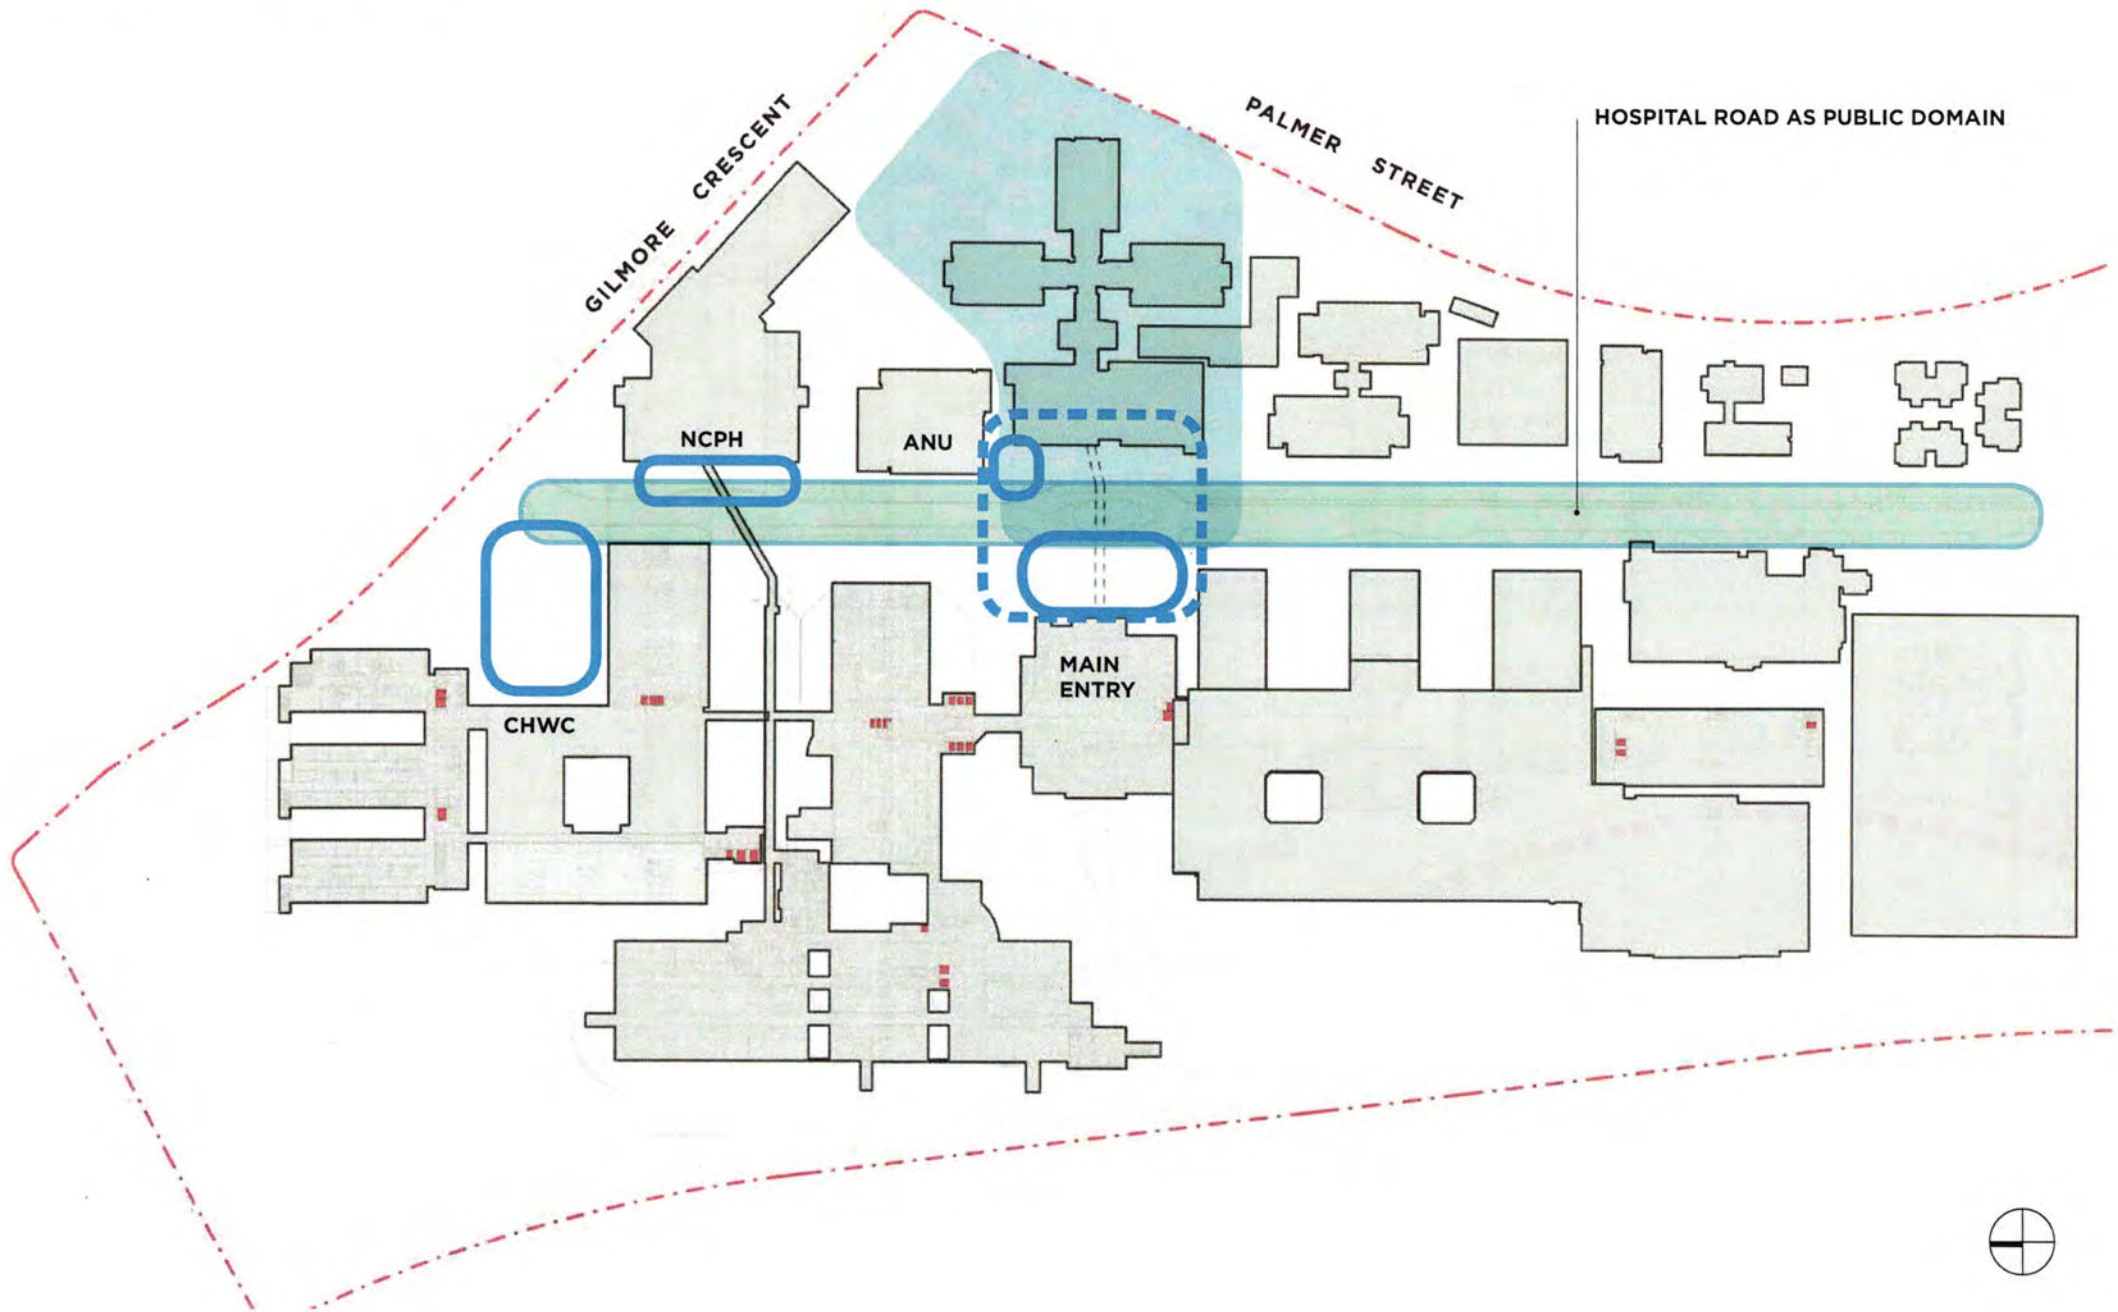 GILMORE CRESCENT
PALMER STREET
HOSPITAL ROAD AS PUBLIC DOMAIN
NCPH
ANU
MAIN
ENTRY
CHWC